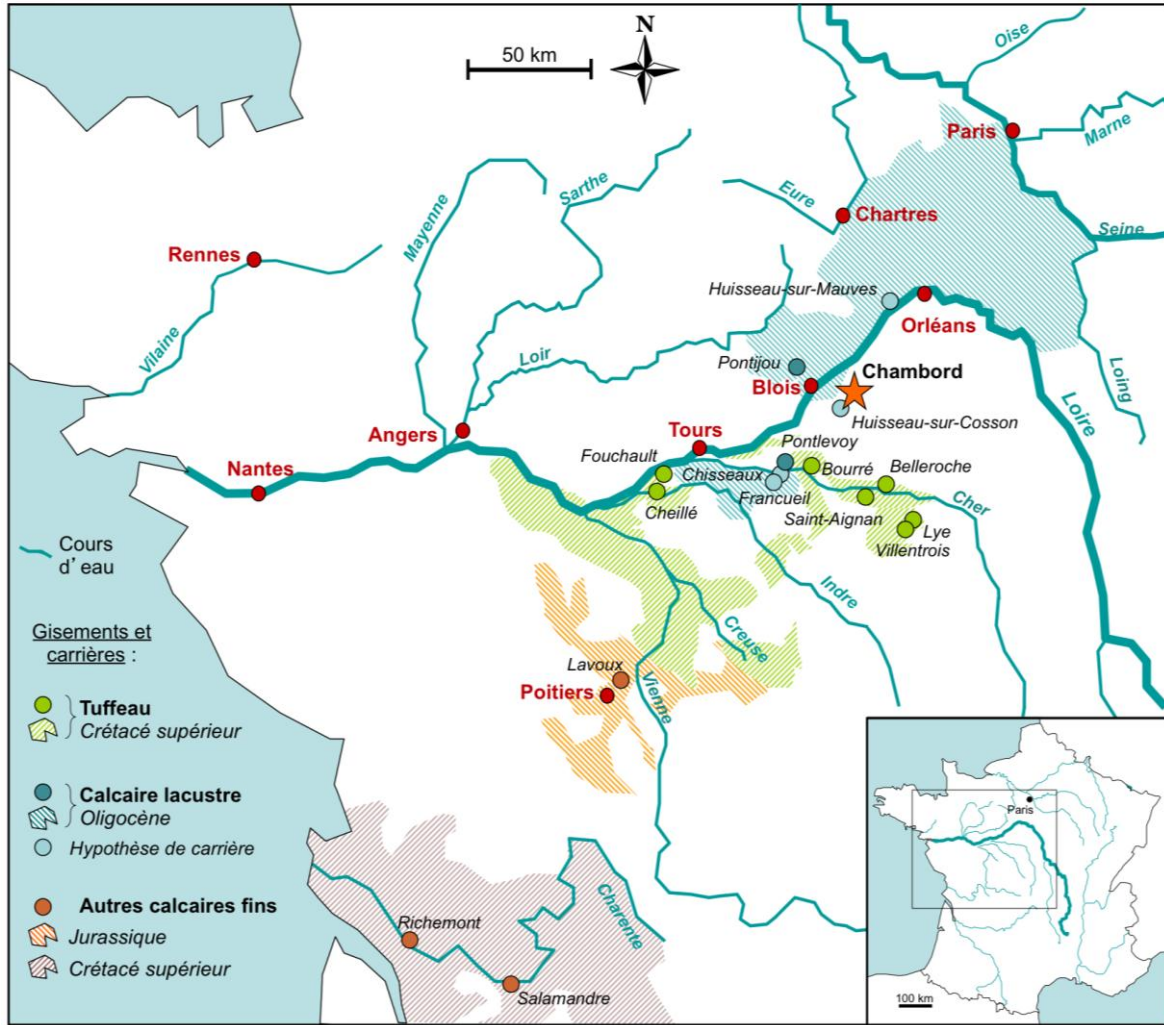 N
50 km
Oise
Paris
Marne
Seine
Eure
Chartres
Sarthe
Mayenne
Rennes
Vilaine
Huisseau-sur-Mauves
Orléans
Loir
Pontijou
Blois
Chambord
Huisseau-sur-Cosson
Loing
Loire
Angers
Tours
Nantes
Fouchault
Pontlevoy
Chisseaux
Bourré
Belleroche
Francueil
Cheillé
Saint-Aignan
Cher
Lye
Villentrois
Indre
Creuse
Lavoux
Poitiers
Vienne
Charente
Richemont
Salamandre
Cours
d'eau
Gisements et
carrières :
Tuffeau
Crétacé supérieur
Calcaire lacustre
Oligocène
Hypothèse de carrière
Autres calcaires fins
Jurassique
Crétacé supérieur
Paris
100 km